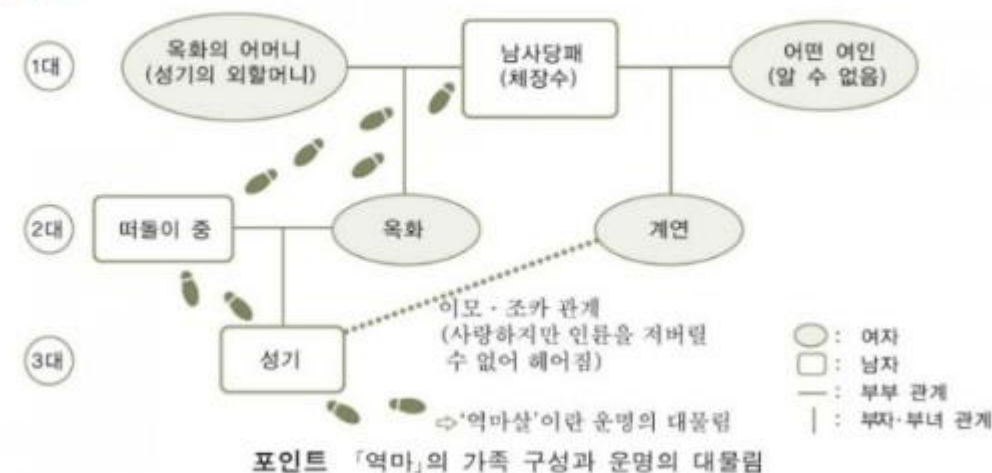 1대
옥화의 어머니
(성기의 외할머니)
남사당패
(체장수)
어떤 여인
(알 수 없음)
2대
떠돌이 중
옥화
계연
3대
성기
이모·조카 관계
(사랑하지만 인륜을 저버릴
수 없어 헤어짐)
⇨'역마살'이란 운명의 대물림
: 여자
: 남자
: 부부 관계
: 부자·부녀 관계
포인트 「역마」의 가족 구성과 운명의 대물림